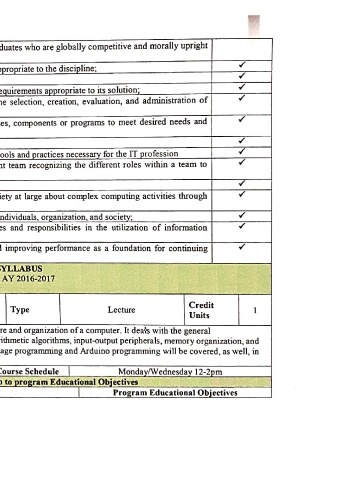 duates who are globally competitive and morally upright
ppropriate to the discipline; ✓
✓
equirements appropriate to its solution; ✓
he selection, creation, evaluation, and administration of ✓
es, components or programs to meet desired needs and ✓
✓
ools and practices necessary for the IT profession ✓
nt team recognizing the different roles within a team to ✓
✓
iety at large about complex computing activities through ✓
ndividuals, organization, and society; ✓
es and responsibilities in the utilization of information ✓
d improving performance as a foundation for continuing ✓
SYLLABUS
AY 2016-2017
Type Lecture Credit Units 1
re and organization of a computer. It deals with the general
ithmetic algorithms, input-output peripherals, memory organization, and
age programming and Arduino programming will be covered, as well, in
Course Schedule Monday/Wednesday 12-2pm
n to program Educational Objectives
Program Educational Objectives